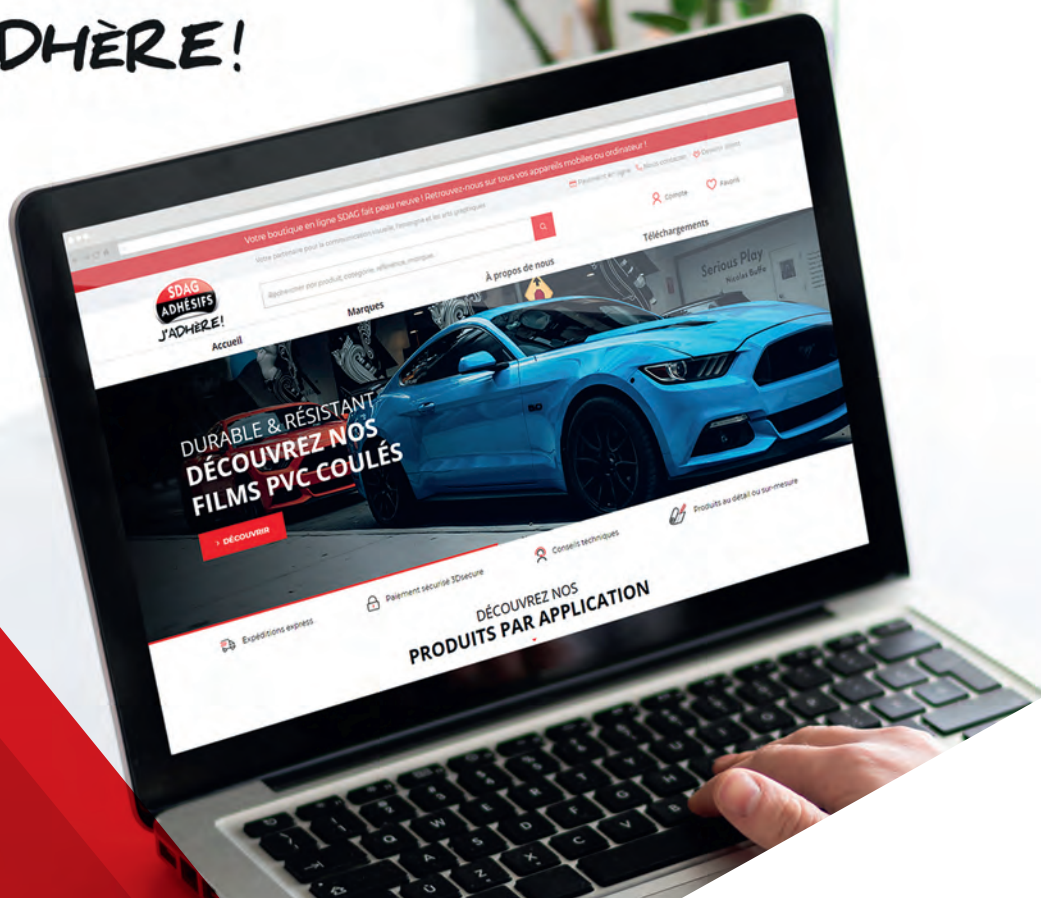 DHÈRE!
Votre boutique en ligne SDAG fait peau neuve ! Retrouvez-nous sur tous vos appareils mobiles ou ordinateur !
Votre partenaire pour la communication visuelle, l'enseigne et les arts graphiques
Paiement en ligne
Nous contacter
Rechercher par produit, catégorie, référence, marque...
Compte
Favoris
SDAG
ADHÉSIFS
J'ADHÈRE!
Accueil
Marques
À propos de nous
Téléchargements
Serious Play
Nicolas Buffe
5.0
DURABLE & RÉSISTANT
DÉCOUVREZ NOS
FILMS PVC COULÉS
> DÉCOUVRIR
Expéditions express
Paiement sécurisé 3Dsecure
Conseils techniques
Produits au détail ou sur-mesure
DÉCOUVREZ NOS
PRODUITS PAR APPLICATION